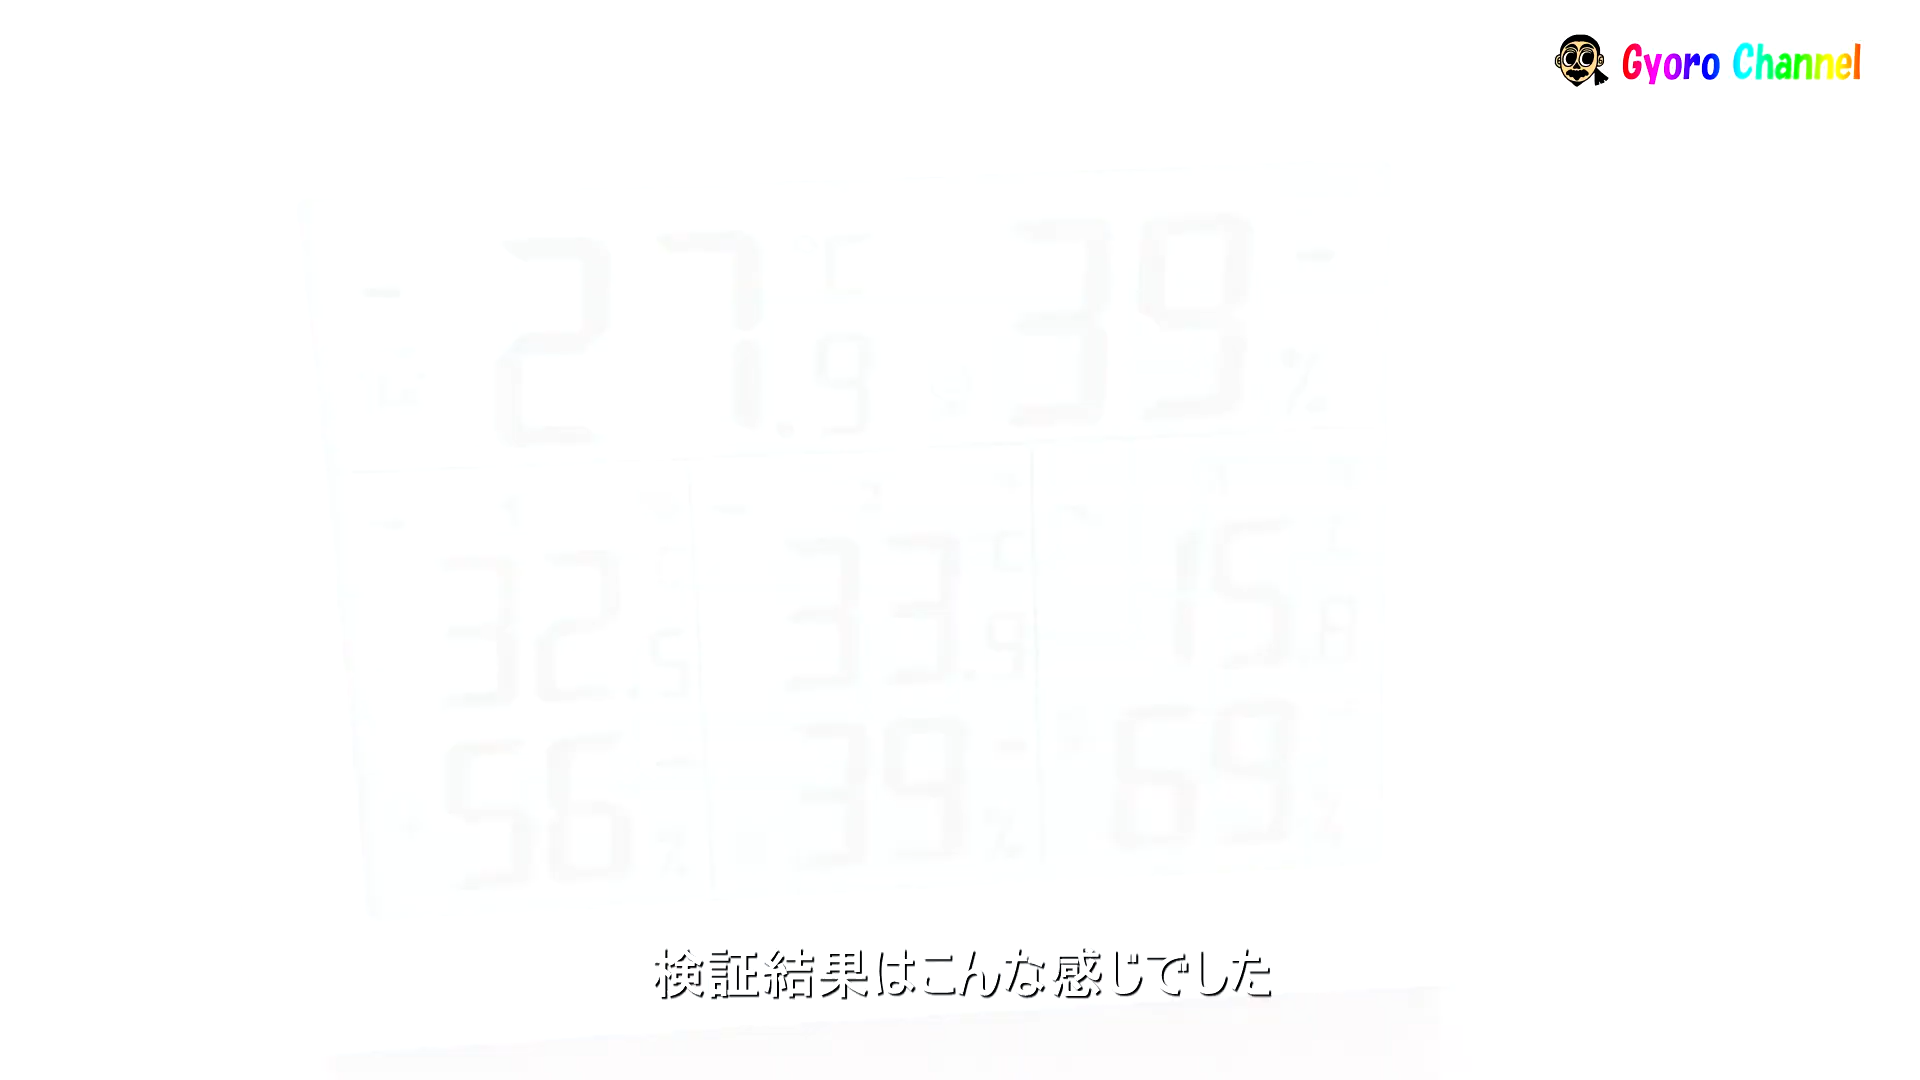 Gyoro Channel
27.9 °C 39 %
32.5 °C 33.9 °C 15.8 °C
56 % 39 % 69 %
検証結果はこんな感じでした